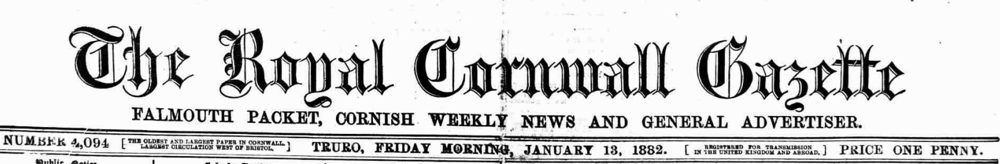 The Royal Cornwall Gazette
FALMOUTH PACKET, CORNISH WEEKLY NEWS AND GENERAL ADVERTISER.
NUMBER 4,094 [THE OLDEST AND LARGEST PAPER IN CORNWALL. LARGEST CIRCULATION WEST OF BRISTOL.] TRURO, FRIDAY MORNING, JANUARY 13, 1882. [REGISTERED FOR TRANSMISSION IN THE UNITED KINGDOM AND ABROAD.] PRICE ONE PENNY.
Public